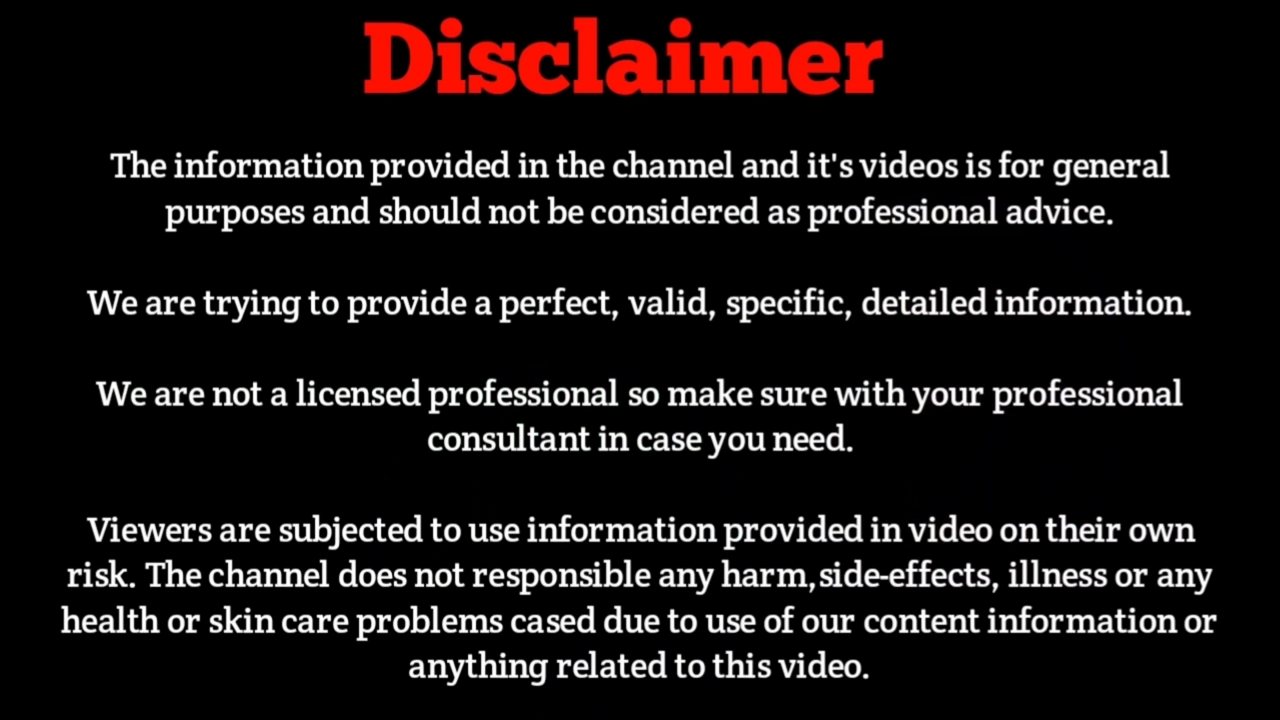 Disclaimer
The information provided in the channel and it's videos is for general
purposes and should not be considered as professional advice.
We are trying to provide a perfect, valid, specific, detailed information.
We are not a licensed professional so make sure with your professional
consultant in case you need.
Viewers are subjected to use information provided in video on their own
risk. The channel does not responsible any harm,side-effects, illness or any
health or skin care problems cased due to use of our content information or
anything related to this video.